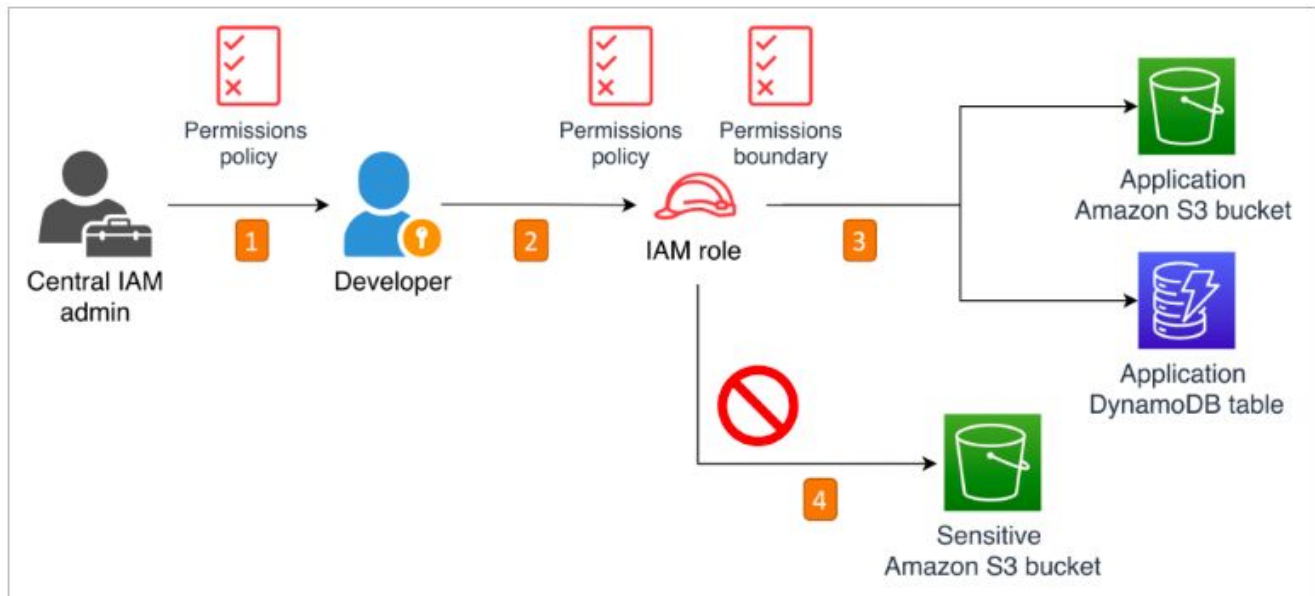 Permissions
policy
Permissions
policy
Permissions
boundary
1
2
3
Central IAM
admin
Developer
IAM role
Application
Amazon S3 bucket
Application
DynamoDB table
4
Sensitive
Amazon S3 bucket